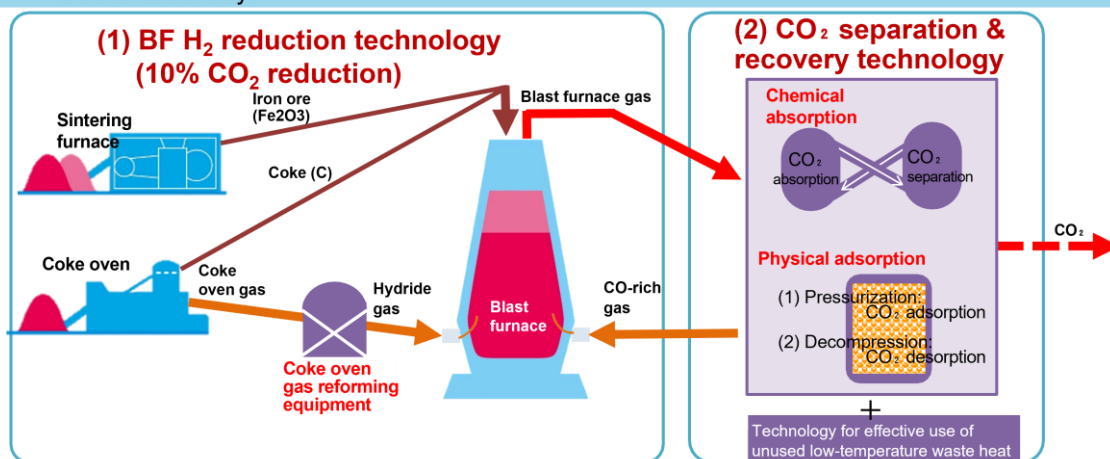 (1) BF H₂ reduction technology
(10% CO₂ reduction)
Iron ore
(Fe2O3)
Sintering
furnace
Coke (C)
Blast furnace gas
Coke oven
Coke
oven gas
Hydride
gas
Coke oven
gas reforming
equipment
Blast
furnace
CO-rich
gas
(2) CO₂ separation &
recovery technology
Chemical
absorption
CO₂
absorption
CO₂
separation
Physical adsorption
(1) Pressurization:
CO₂ adsorption
(2) Decompression:
CO₂ desorption
+
Technology for effective use of
unused low-temperature waste heat
CO₂